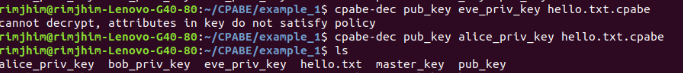 rimjhim@rimjhim-Lenovo-G40-80:~/CPABE/example_1$ cpabe-dec pub_key eve_priv_key hello.txt.cpabe
cannot decrypt, attributes in key do not satisfy policy
rimjhim@rimjhim-Lenovo-G40-80:~/CPABE/example_1$ cpabe-dec pub_key alice_priv_key hello.txt.cpabe
rimjhim@rimjhim-Lenovo-G40-80:~/CPABE/example_1$ ls
alice_priv_key  bob_priv_key  eve_priv_key  hello.txt  master_key  pub_key